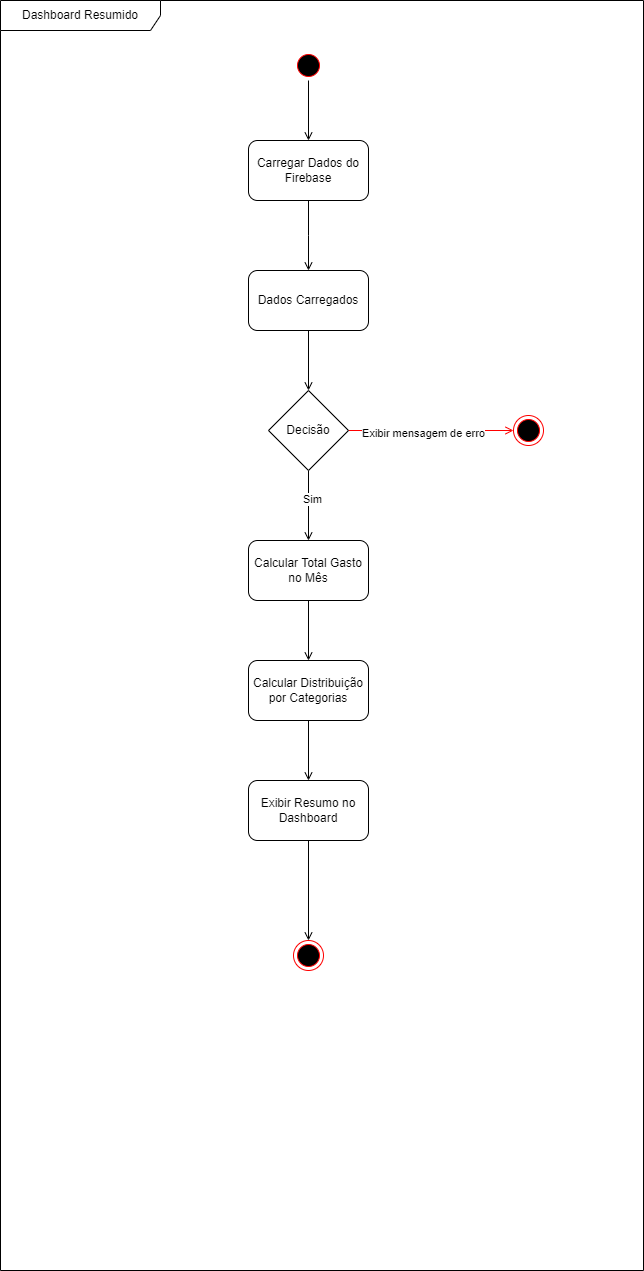 Dashboard Resumido
Carregar Dados do
Firebase
Dados Carregados
Decisão
Exibir mensagem de erro
Sim
Calcular Total Gasto
no Mês
Calcular Distribuição
por Categorias
Exibir Resumo no
Dashboard